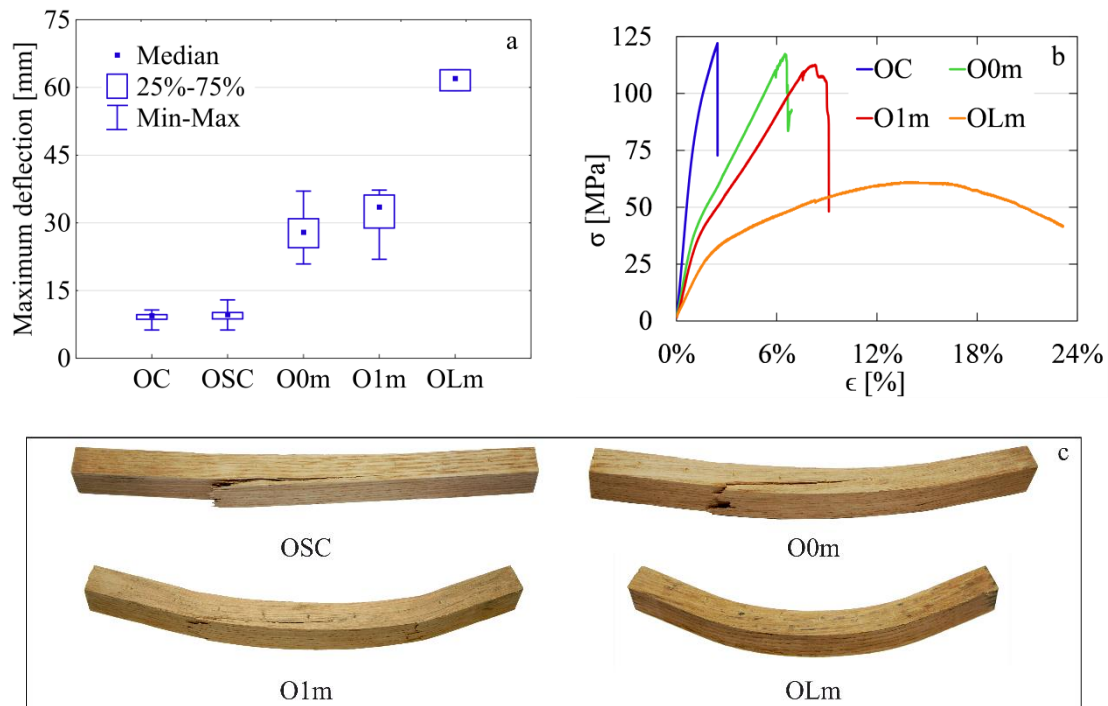 a
75
60
45
30
15
0
Maximum deflection [mm]
Median
25%-75%
Min-Max
OC OSC O0m O1m OLm
b
125
100
75
50
25
0
σ [MPa]
OC O0m
O1m OLm
0% 6% 12% 18% 24%
ϵ [%]
c
OSC O0m
O1m OLm